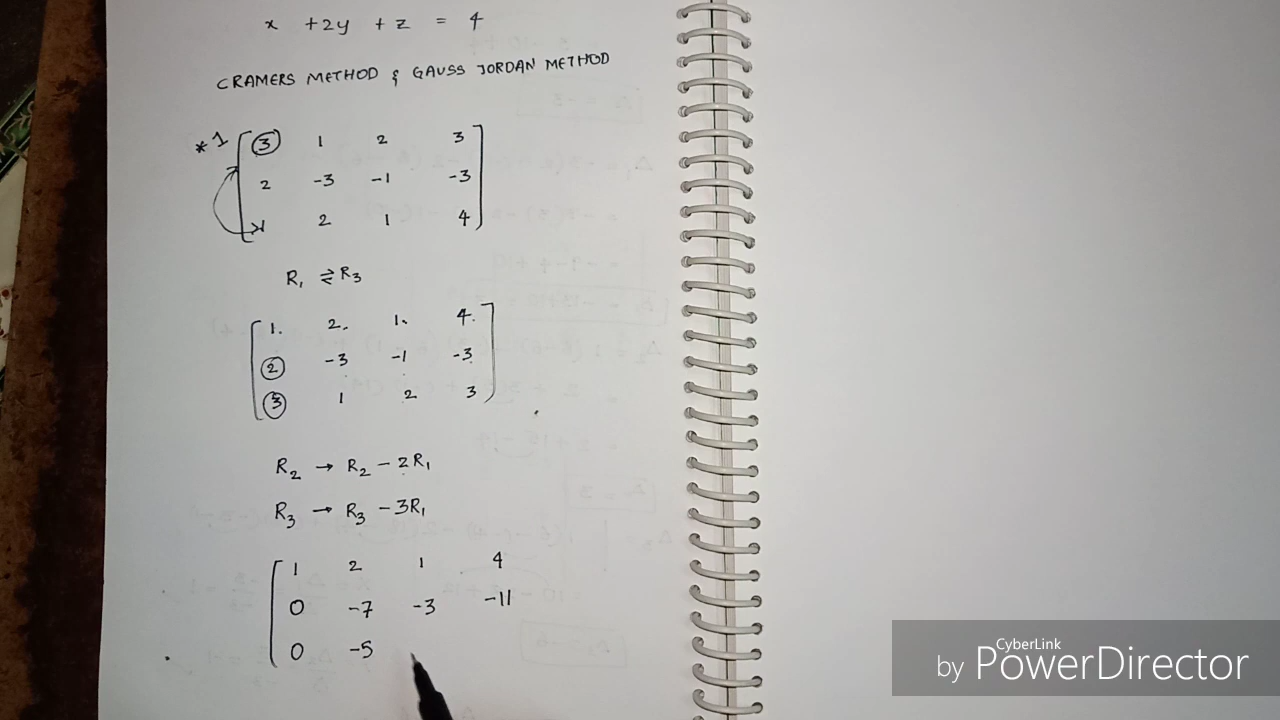 x +2y + z = 4
CRAMERS METHOD & GAUSS JORDAN METHOD
*1 3 1 2 3
2 -3 -1 -3
1 2 1 4
R1 ⇄ R3
1. 2. 1. 4.
2 -3 -1 -3
3 1 2 3
R2 → R2 - 2R1
R3 → R3 - 3R1
1 2 1 4
0 -7 -3 -11
0 -5
by CyberLink PowerDirector